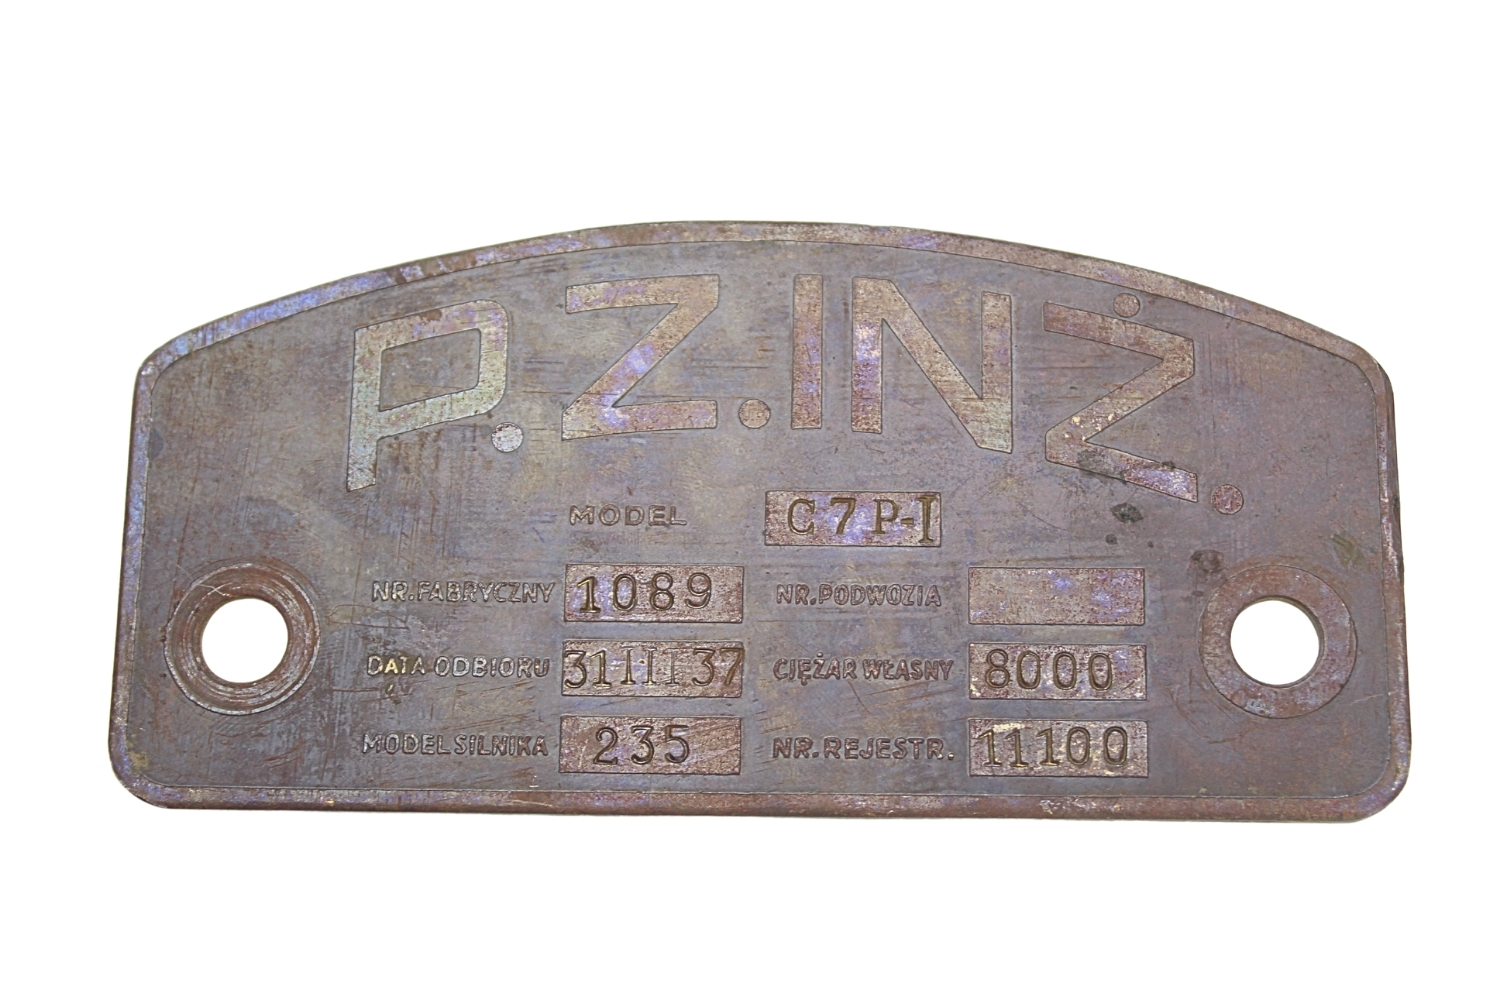 P.Z.INŻ.
MODEL C7P-I
NR. FABRYCZNY 1089 NR. PODWOZIA
DATA ODBIORU 31 III 37 CIĘŻAR WŁASNY 8000
MODEL SILNIKA 235 NR. REJESTR. 11100